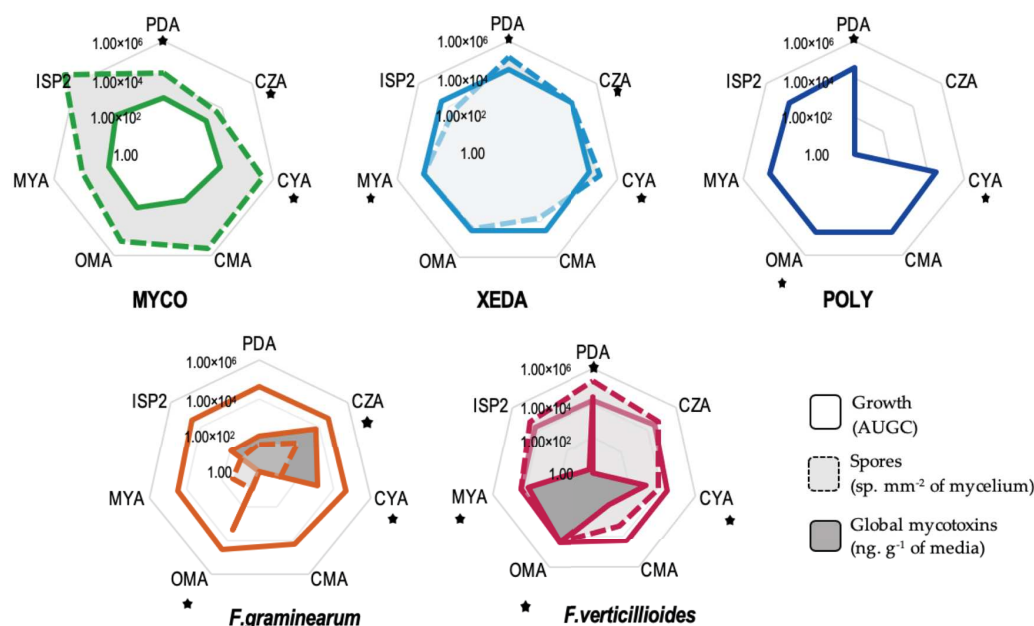 PDA
1.00×10⁶
ISP2
CZA
1.00×10⁴
1.00×10²
1.00
MYA
CYA
OMA
CMA
MYCO
PDA
1.00×10⁶
ISP2
CZA
1.00×10⁴
1.00×10²
1.00
MYA
CYA
OMA
CMA
XEDA
PDA
1.00×10⁶
ISP2
CZA
1.00×10⁴
1.00×10²
1.00
MYA
CYA
OMA
CMA
POLY
PDA
1.00×10⁶
ISP2
CZA
1.00×10⁴
1.00×10²
1.00
MYA
CYA
OMA
CMA
F.graminearum
PDA
1.00×10⁶
ISP2
CZA
1.00×10⁴
1.00×10²
1.00
MYA
CYA
OMA
CMA
F.verticillioides
Growth
(AUGC)
Spores
(sp. mm⁻² of mycelium)
Global mycotoxins
(ng. g⁻¹ of media)